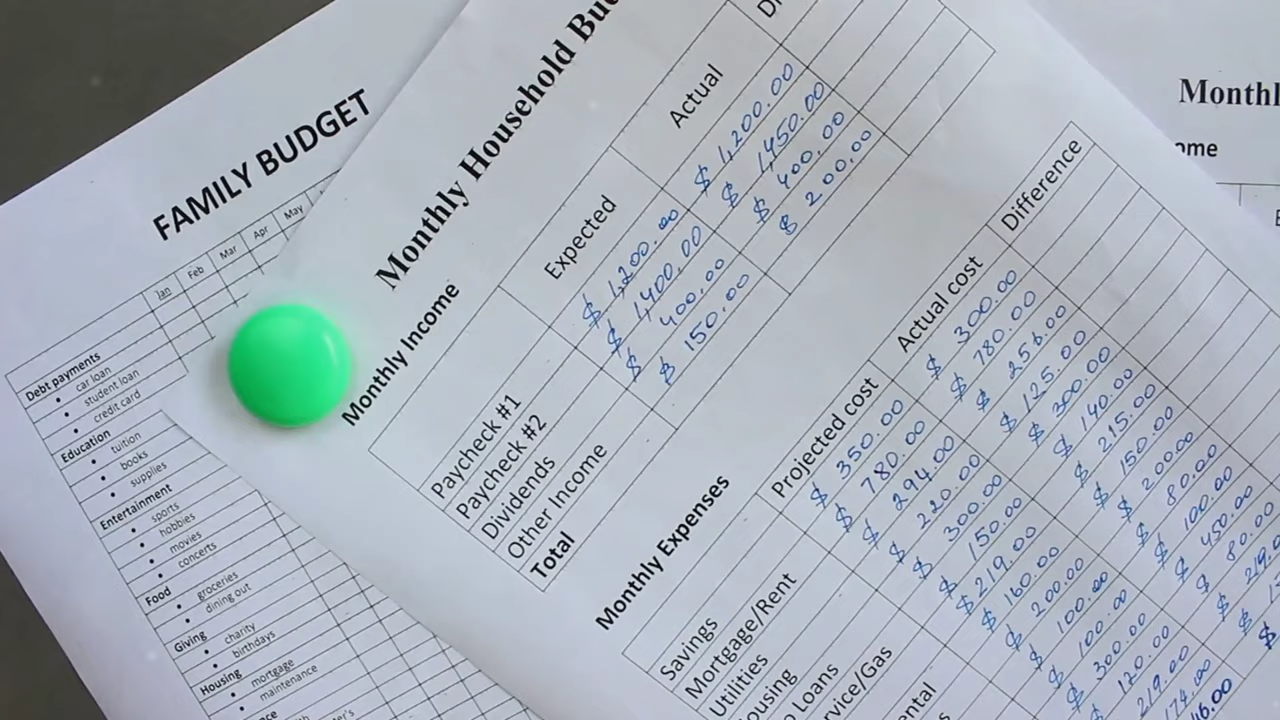 FAMILY BUDGET
Jan Feb Mar Apr May
Debt payments
• car loan
• student loan
• credit card
Education
• tuition
• books
• supplies
Entertainment
• sports
• hobbies
• movies
• concerts
Food
• groceries
• dining out
Giving
• charity
• birthdays
Housing
• mortgage
• maintenance
Monthly Household
Monthly Income
Expected Actual
Paycheck #1 $ 1,200.00 $ 1,200.00
Paycheck #2 $ 1,400.00 $ 1,450.00
Dividends $ 400.00 $ 400.00
Other Income $ 150.00 $ 200.00
Total
Monthly Expenses
Projected cost Actual cost Difference
Savings $ 350.00 $ 300.00
Mortgage/Rent $ 780.00 $ 780.00
Utilities $ 294.00 $ 256.00
$ 220.00 $ 125.00
Loans $ 300.00 $ 300.00
$ 150.00 $ 140.00
$ 219.00 $ 215.00
$ 160.00 $ 150.00
$ 200.00 $ 200.00
$ 100.00 $ 80.00
$ 100.00 $ 100.00
$ 300.00 $ 450.00
$ 120.00 $ 80.00
219.00 $ 219.0